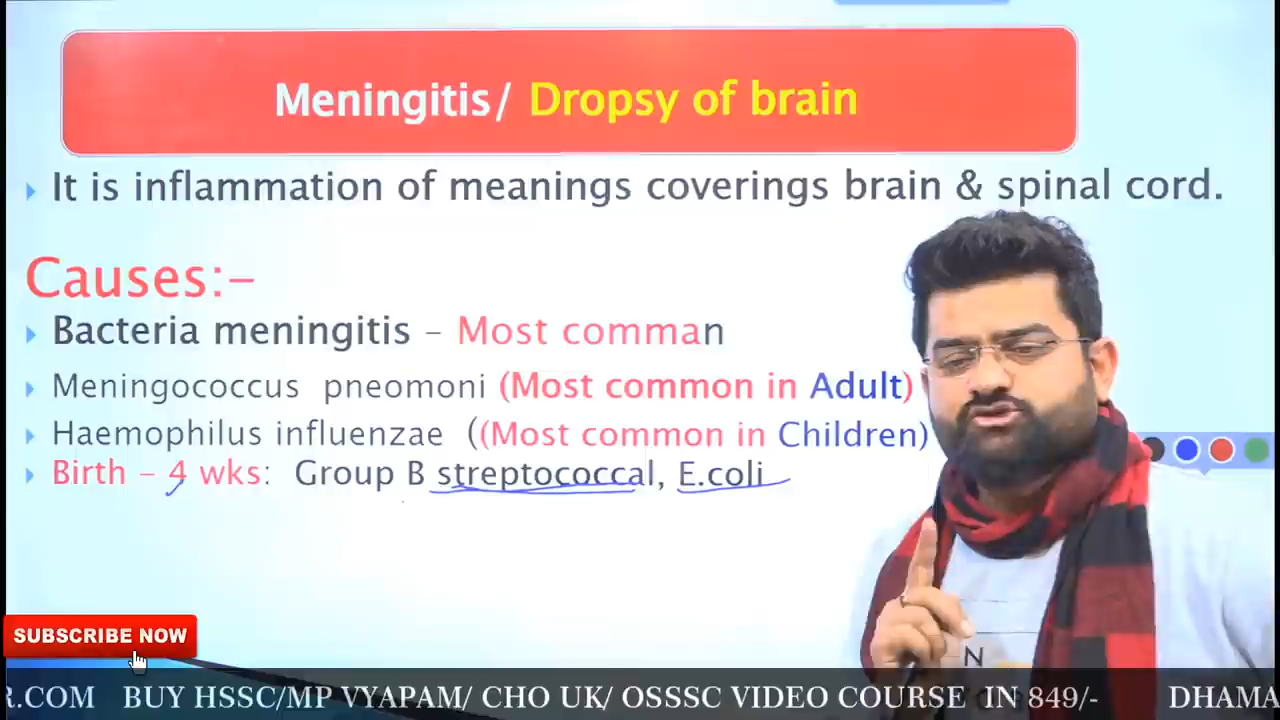 Meningitis/ Dropsy of brain
It is inflammation of meanings coverings brain & spinal cord.
Causes:-
Bacteria meningitis – Most comman
Meningococcus pneomoni (Most common in Adult)
Haemophilus influenzae ((Most common in Children)
Birth – 4 wks: Group B streptococcal, E.coli
SUBSCRIBE NOW
N
R.COM BUY HSSC/MP VYAPAM/ CHO UK/ OSSSC VIDEO COURSE IN 849/- DHAMA